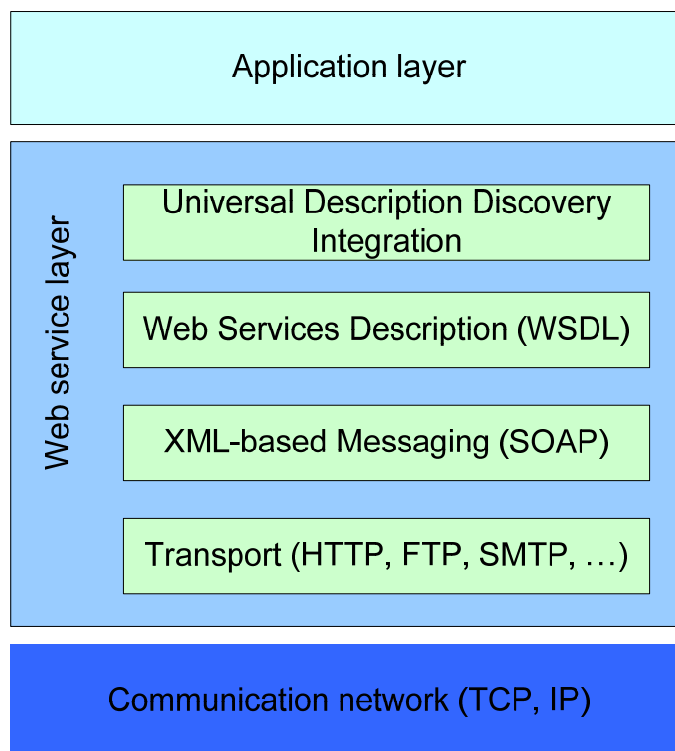 Application layer
Web service layer
Universal Description Discovery
Integration
Web Services Description (WSDL)
XML-based Messaging (SOAP)
Transport (HTTP, FTP, SMTP, …)
Communication network (TCP, IP)